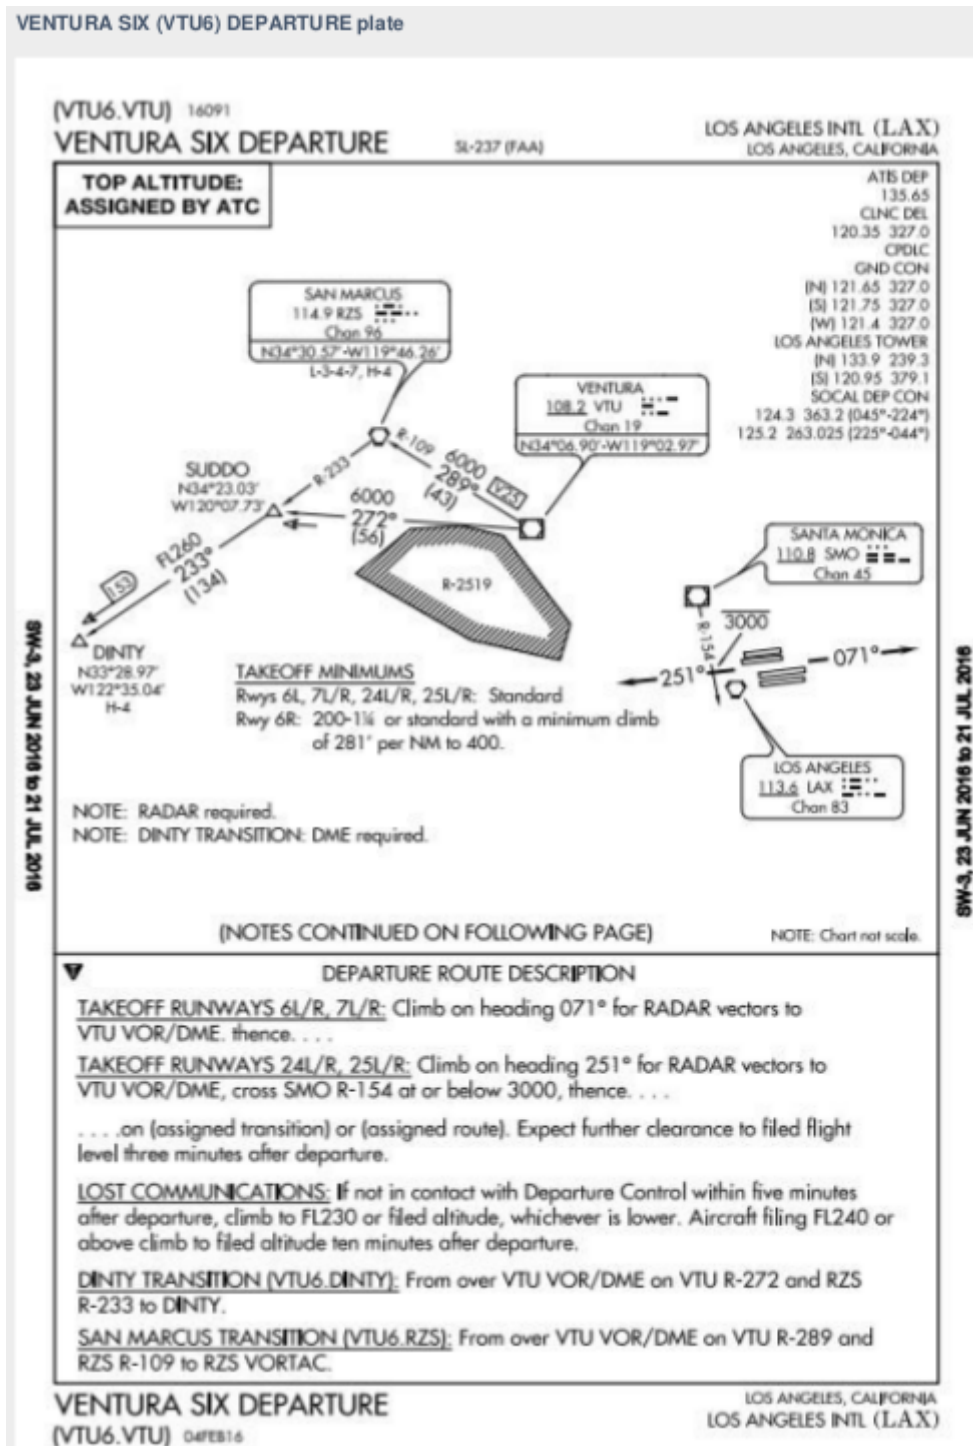 VENTURA SIX (VTU6) DEPARTURE plate
(VTU6.VTU) 16091
VENTURA SIX DEPARTURE
SL-237 (FAA)
LOS ANGELES INTL (LAX)
LOS ANGELES, CALIFORNIA
TOP ALTITUDE:
ASSIGNED BY ATC
ATIS DEP
135.65
CLNC DEL
120.35 327.0
CPDLC
GND CON
(N) 121.65 327.0
(S) 121.75 327.0
(W) 121.4 327.0
LOS ANGELES TOWER
(N) 133.9 239.3
(S) 120.95 379.1
SOCAL DEP CON
124.3 363.2 (045°-224°)
125.2 263.025 (225°-044°)
SAN MARCUS
114.9 RZS
Chan 96
N34°30.57'-W119°46.26'
L-3-4-7, H-4
VENTURA
108.2 VTU
Chan 19
N34°06.90'-W119°02.97'
R-109
6000
289°
(43)
V25
R-233
SUDDO
N34°23.03'
W120°07.73'
6000
272°
(56)
FL260
233°
(134)
153
R-2519
DINTY
N33°28.97'
W122°35.04'
H-4
SANTA MONICA
110.8 SMO
Chan 45
R-154
3000
251°
071°
LOS ANGELES
113.6 LAX
Chan 83
TAKEOFF MINIMUMS
Rwys 6L, 7L/R, 24L/R, 25L/R: Standard
Rwy 6R: 200-1¼ or standard with a minimum climb
of 281' per NM to 400.
NOTE: RADAR required.
NOTE: DINTY TRANSITION: DME required.
(NOTES CONTINUED ON FOLLOWING PAGE)
NOTE: Chart not scale.
SW-3, 23 JUN 2016 to 21 JUL 2016
SW-3, 23 JUN 2016 to 21 JUL 2016
DEPARTURE ROUTE DESCRIPTION
TAKEOFF RUNWAYS 6L/R, 7L/R: Climb on heading 071° for RADAR vectors to
VTU VOR/DME. thence. . . .
TAKEOFF RUNWAYS 24L/R, 25L/R: Climb on heading 251° for RADAR vectors to
VTU VOR/DME, cross SMO R-154 at or below 3000, thence. . . .
. . . .on (assigned transition) or (assigned route). Expect further clearance to filed flight
level three minutes after departure.
LOST COMMUNICATIONS: If not in contact with Departure Control within five minutes
after departure, climb to FL230 or filed altitude, whichever is lower. Aircraft filing FL240 or
above climb to filed altitude ten minutes after departure.
DINTY TRANSITION (VTU6.DINTY): From over VTU VOR/DME on VTU R-272 and RZS
R-233 to DINTY.
SAN MARCUS TRANSITION (VTU6.RZS): From over VTU VOR/DME on VTU R-289 and
RZS R-109 to RZS VORTAC.
VENTURA SIX DEPARTURE
(VTU6.VTU) 04FEB16
LOS ANGELES, CALIFORNIA
LOS ANGELES INTL (LAX)